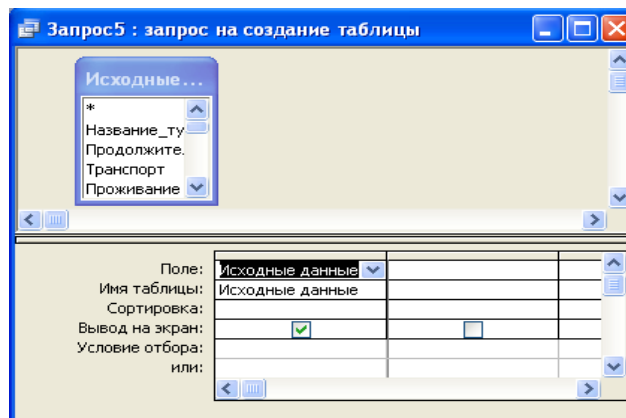 Запрос5 : запрос на создание таблицы
Исходные...
*
Название_ту
Продолжите.
Транспорт
Проживание
Поле: Исходные данные
Имя таблицы: Исходные данные
Сортировка:
Вывод на экран:
Условие отбора:
или: